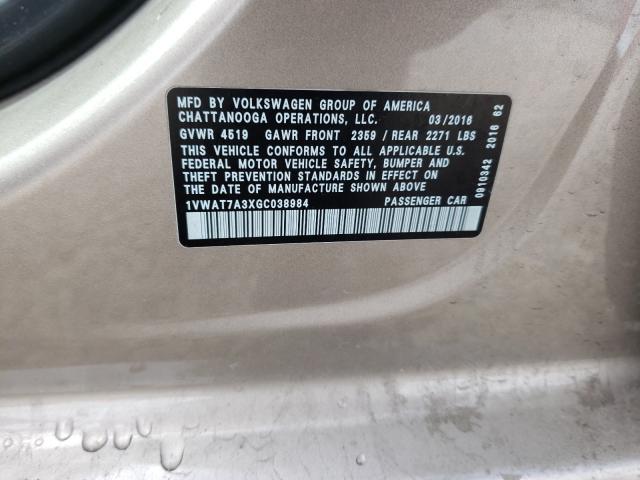 MFD BY VOLKSWAGEN GROUP OF AMERICA
CHATTANOOGA OPERATIONS, LLC. 03/2016
GVWR 4519 GAWR FRONT 2359 / REAR 2271 LBS
THIS VEHICLE CONFORMS TO ALL APPLICABLE U.S.
FEDERAL MOTOR VEHICLE SAFETY, BUMPER AND
THEFT PREVENTION STANDARDS IN EFFECT ON THE
DATE OF MANUFACTURE SHOWN ABOVE
1VWAT7A3XGC038984 PASSENGER CAR
0910342 2016 62